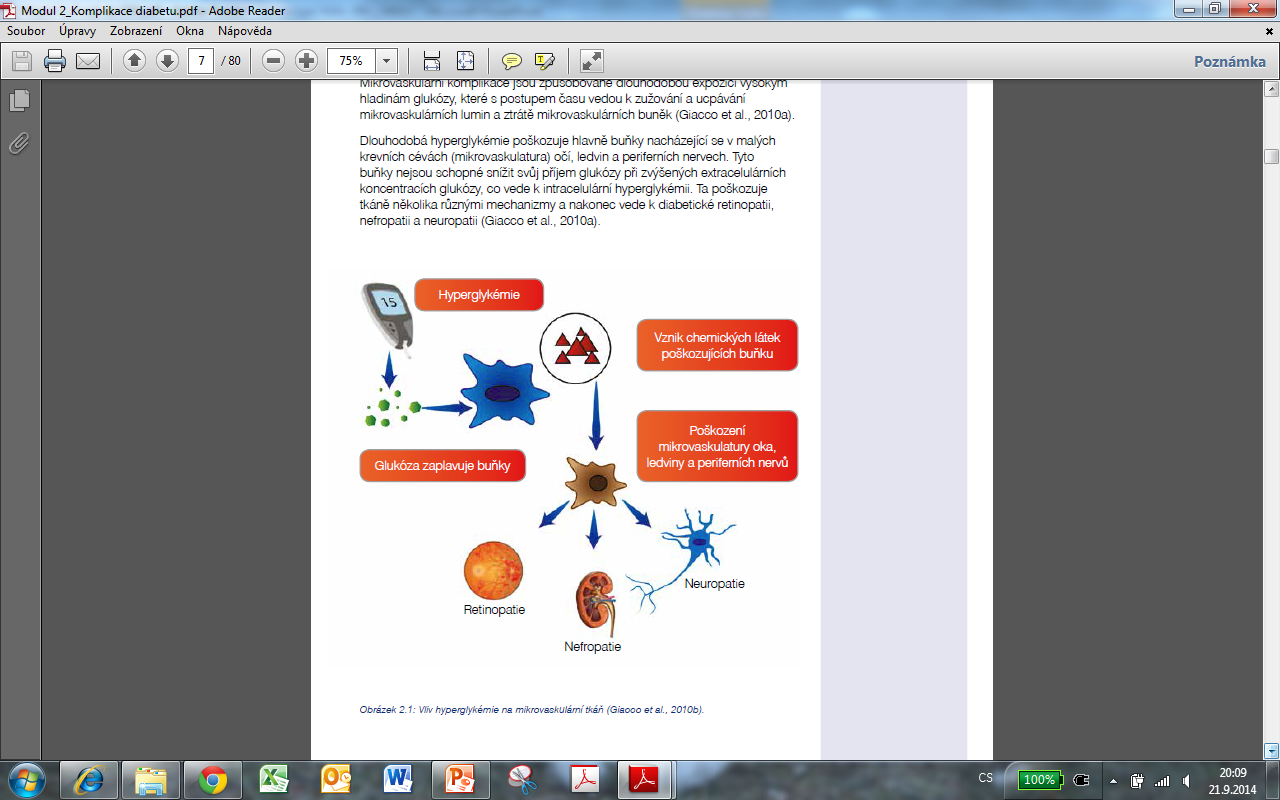 Modul 2_Komplikace diabetu.pdf - Adobe Reader
Soubor Úpravy Zobrazení Okna Nápověda
7 / 80 75% Poznámka
Mikrovaskulární komplikace jsou způsobované dlouhodobou expozicí vysokým
hladinám glukózy, které s postupem času vedou k zužování a ucpávání
mikrovaskulárních lumin a ztrátě mikrovaskulárních buněk (Giacco et al., 2010a).
Dlouhodobá hyperglykémie poškozuje hlavně buňky nacházející se v malých
krevních cévách (mikrovaskulatura) očí, ledvin a periferních nervech. Tyto
buňky nejsou schopné snížit svůj příjem glukózy při zvýšených extracelulárních
koncentracích glukózy, co vede k intracelulární hyperglykémii. Ta poškozuje
tkáně několika různými mechanizmy a nakonec vede k diabetické retinopatii,
nefropatii a neuropatii (Giacco et al., 2010a).
15
Hyperglykémie
Vznik chemických látek
poškozujících buňku
Poškození
mikrovaskulatury oka,
ledviny a periferních nervů
Glukóza zaplavuje buňky
Neuropatie
Retinopatie
Nefropatie
Obrázek 2.1: Vliv hyperglykémie na mikrovaskulární tkáň (Giacco et al., 2010b).
CS
100%
20:09
21.9.2014